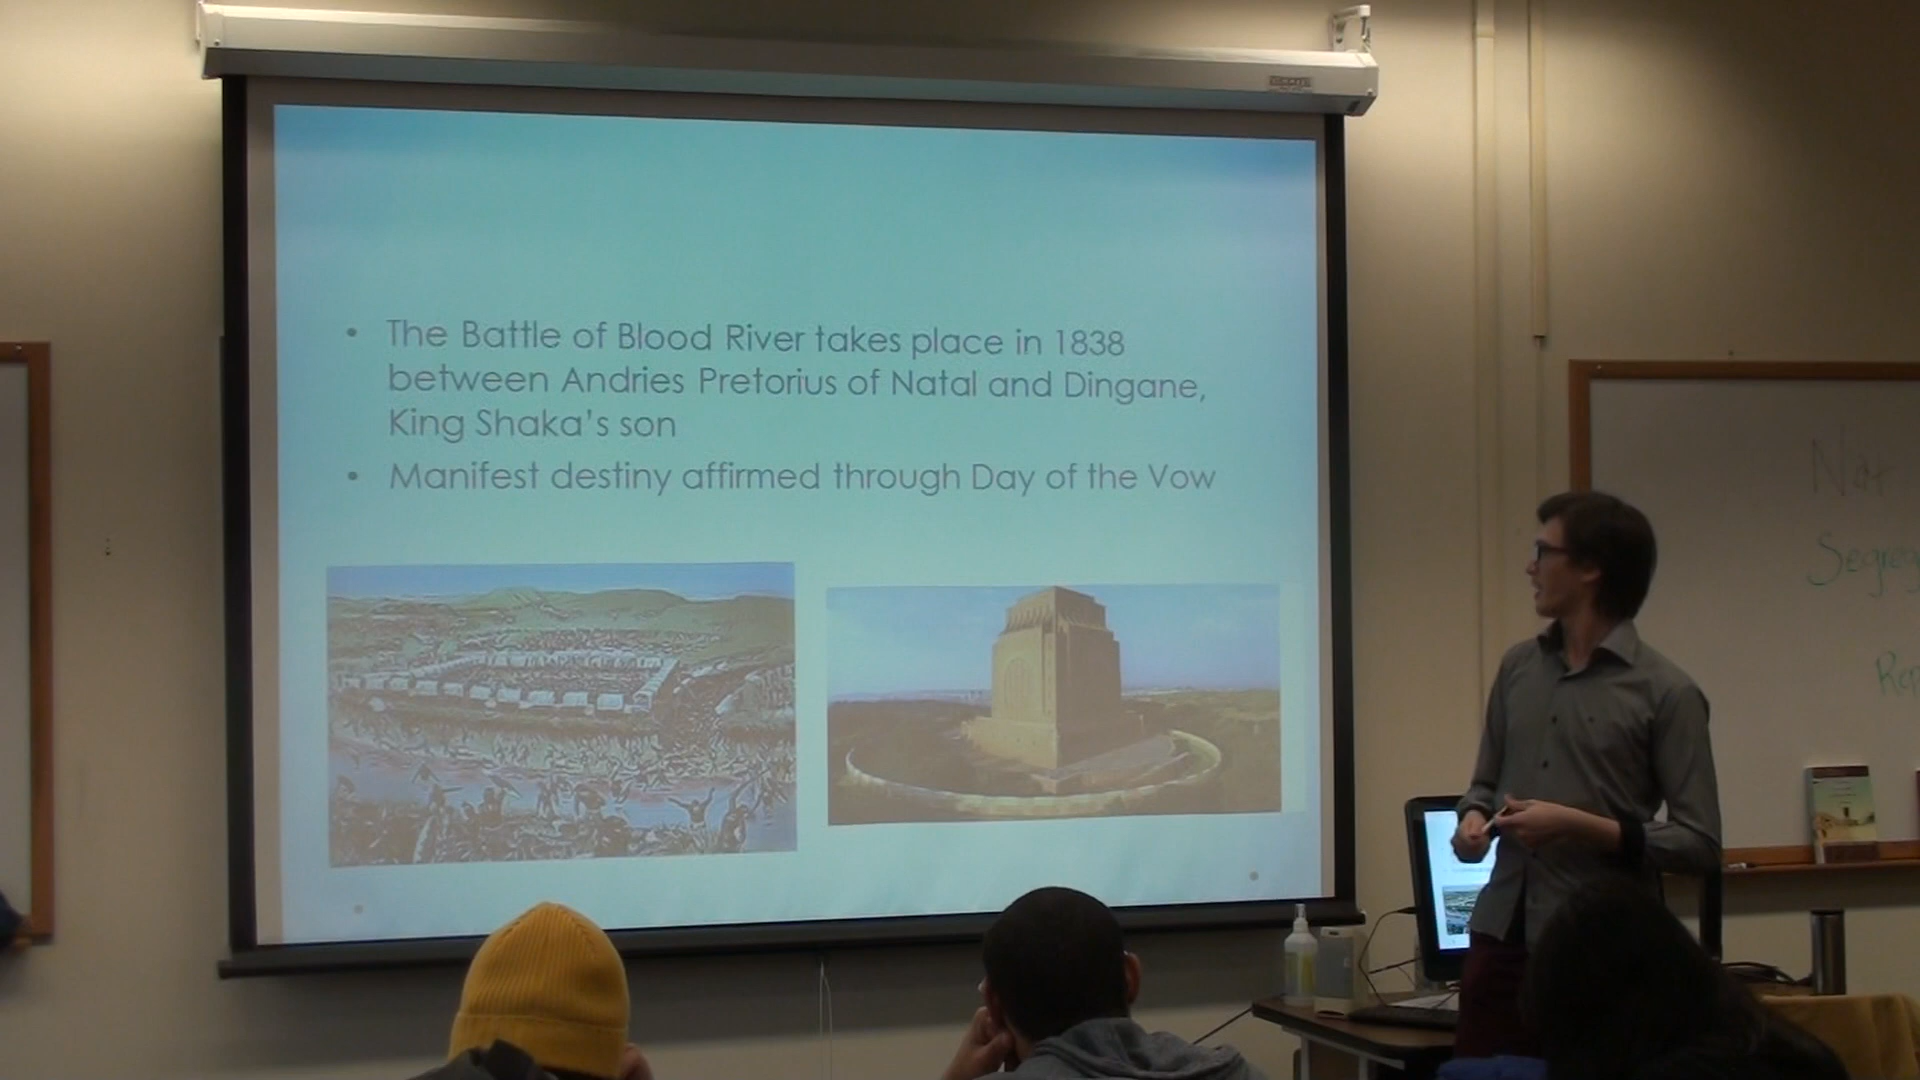 • The Battle of Blood River takes place in 1838
between Andries Pretorius of Natal and Dingane,
King Shaka's son
• Manifest destiny affirmed through Day of the Vow